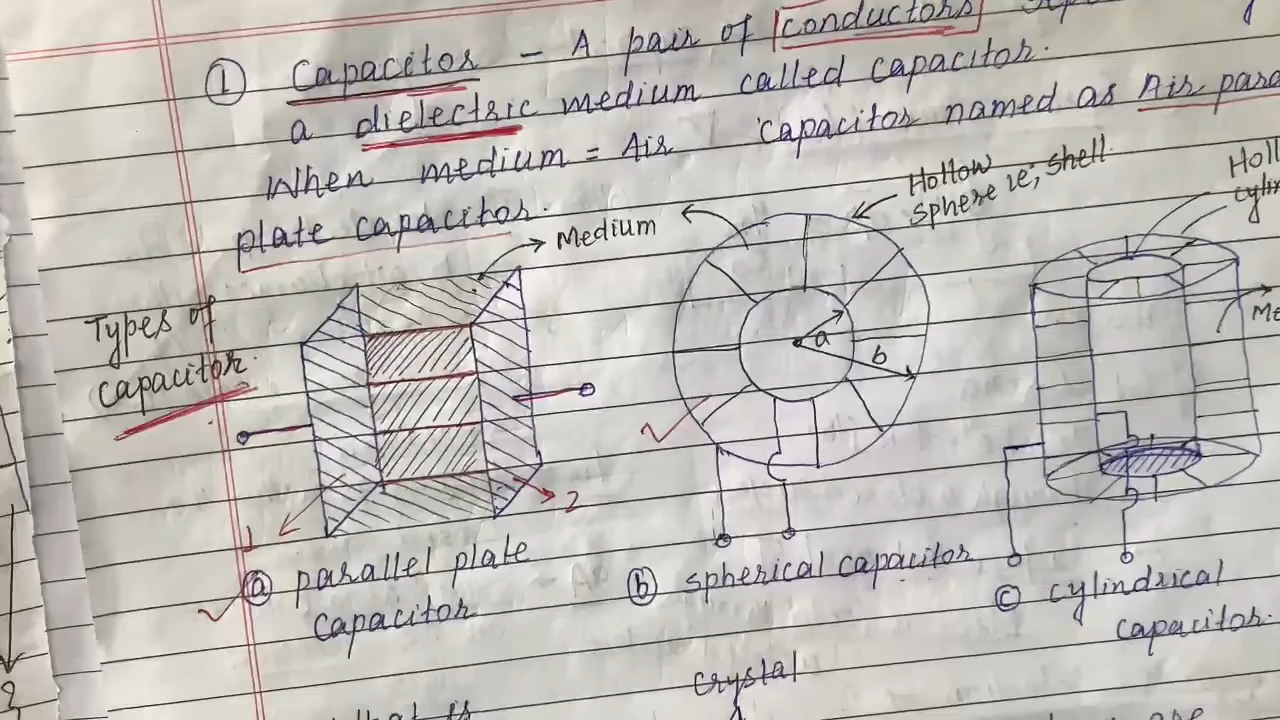 ① Capacitor - A pair of conductors
a dielectric medium called capacitor.
When medium = Air capacitor named as Air para
plate capacitor.
Medium
Hollow
sphere ie, shell.
Holl
cylin
Types of
capacitor.
a
b
Me
1
2
ⓐ parallel plate
capacitor
ⓑ spherical capacitor
ⓒ cylindrical
capacitor.
crystal